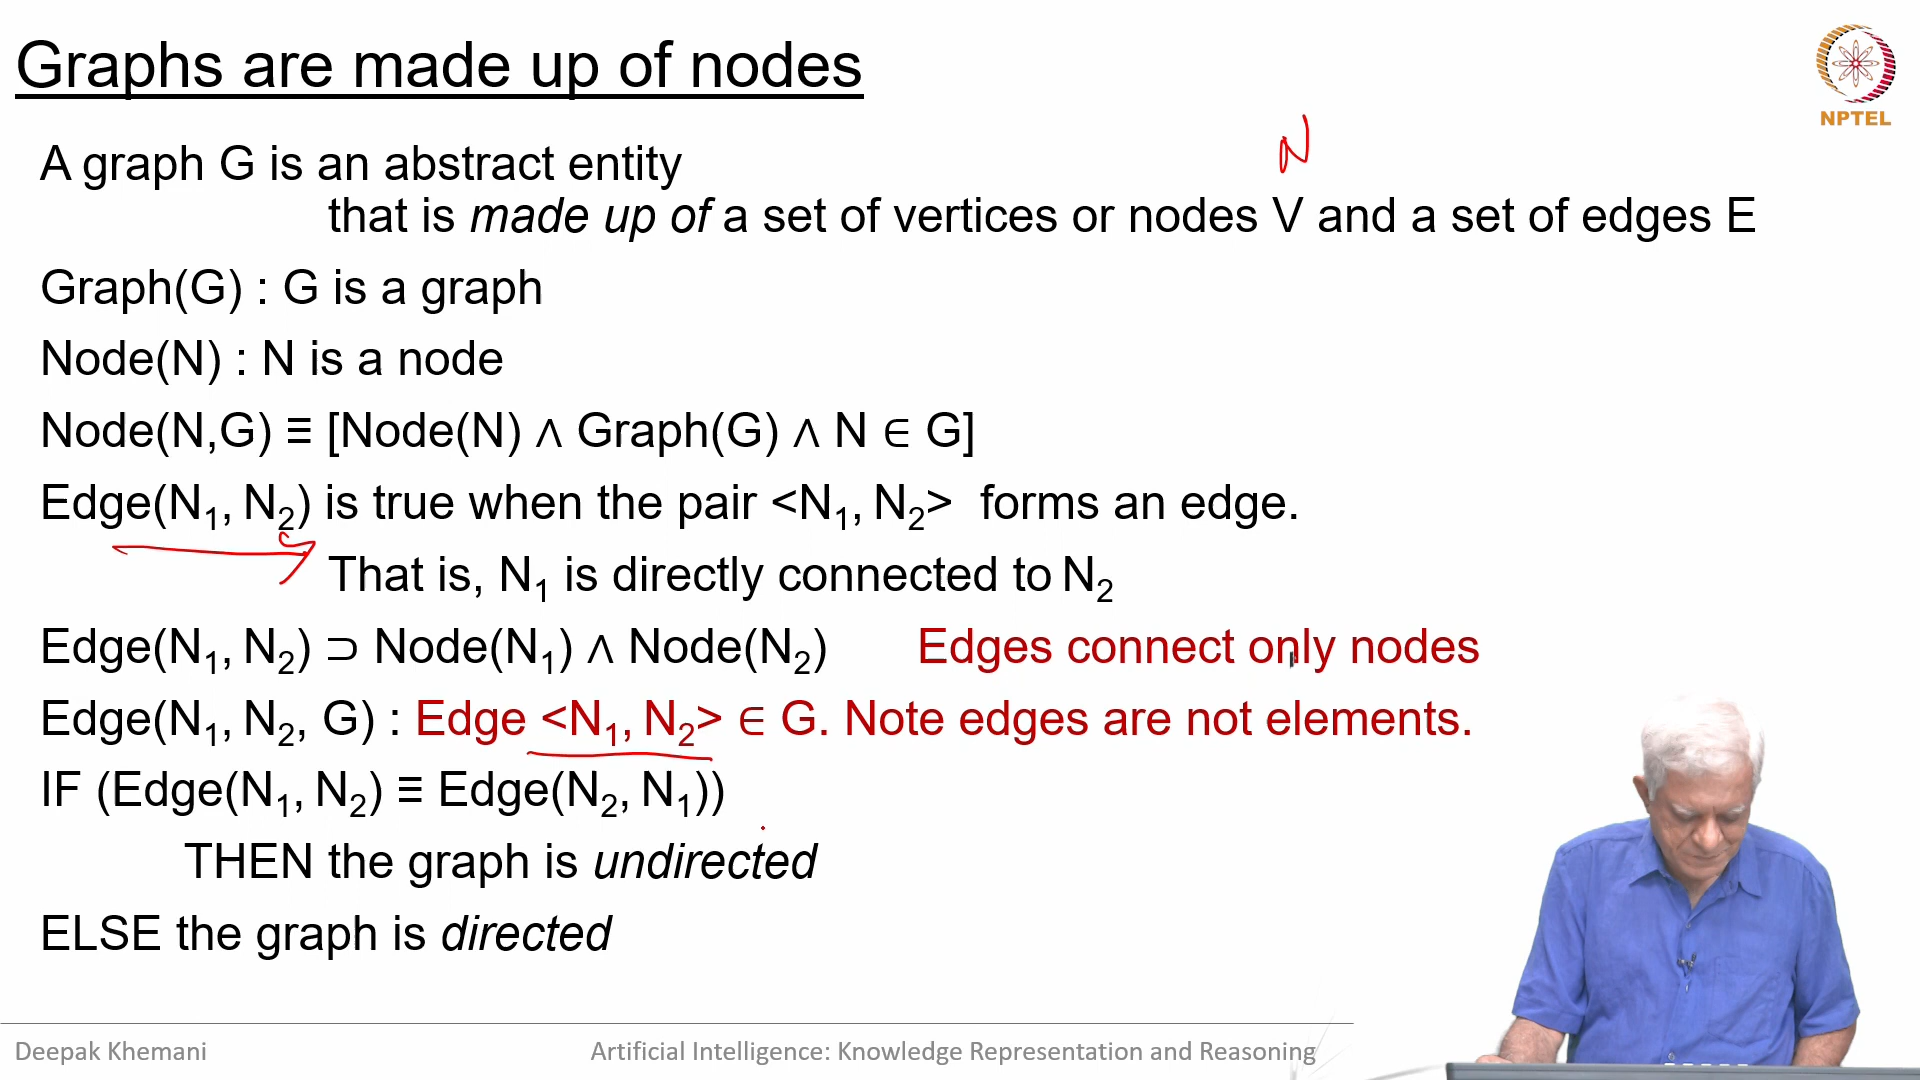 Graphs are made up of nodes
NPTEL
N
A graph G is an abstract entity
that is made up of a set of vertices or nodes V and a set of edges E
Graph(G) : G is a graph
Node(N) : N is a node
Node(N,G) ≡ [Node(N) ∧ Graph(G) ∧ N ∈ G]
Edge(N₁, N₂) is true when the pair <N₁, N₂> forms an edge.
That is, N₁ is directly connected to N₂
Edge(N₁, N₂) ⊃ Node(N₁) ∧ Node(N₂) Edges connect only nodes
Edge(N₁, N₂, G) : Edge <N₁, N₂> ∈ G. Note edges are not elements.
IF (Edge(N₁, N₂) ≡ Edge(N₂, N₁))
THEN the graph is undirected
ELSE the graph is directed
Deepak Khemani Artificial Intelligence: Knowledge Representation and Reasoning